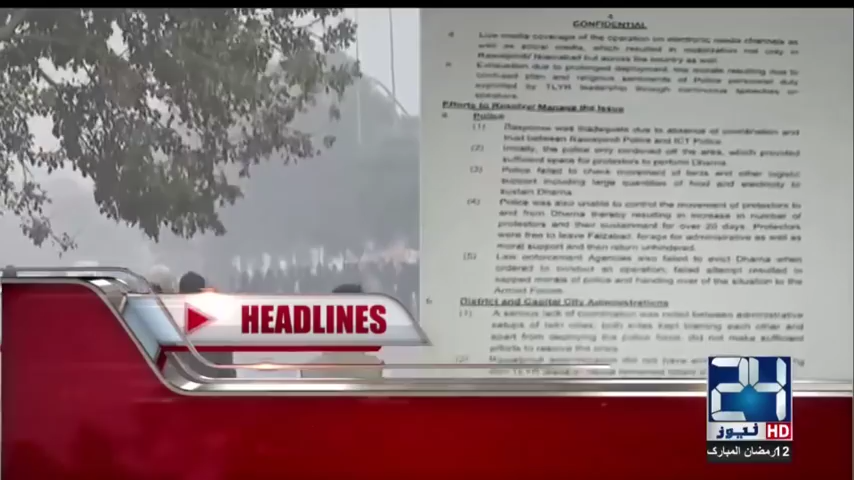 4
CONFIDENTIAL
d Live media coverage of the operation on electronic media channels as
well as social media, which resulted in mobilization not only in
Rawalpindi/ Islamabad but across the country as well
e Exhaustion due to prolonged deployment, low morale resulting due to
confused plan and religious sentiments of Police personnel duly
exploited by TLYR leadership through continuous speeches on
speakers
Efforts to Resolve/ Manage the Issue
a Police
(1) Response was inadequate due to absence of coordination and
trust between Rawalpindi Police and ICT Police
(2) Initially, the police only cordoned off the area, which provided
sufficient space for protestors to perform Dharna
(3) Police failed to check movement of tents and other logistic
support including large quantities of food and electricity to
sustain Dharna
(4) Police was also unable to control the movement of protestors to
and from Dharna thereby resulting in increase in number of
protestors and their sustainment for over 20 days. Protestors
were free to leave Faizabad, forage for administrative as well as
moral support and then return unhindered.
(5) Law enforcement Agencies also failed to evict Dharna when
ordered to conduct an operation, failed attempt resulted in
sapped morals of police and handing over of the situation to the
Armed Forces
b District and Capital City Administrations
(1) A serious lack of coordination was noted between administrative
setups of twin cities, both sides kept blaming each other and
apart from deploying the police force, did not make sufficient
efforts to resolve the crisis
(2) Rawalpindi administration did not have
HEADLINES
24
نیوز HD
12 رمضان المبارک